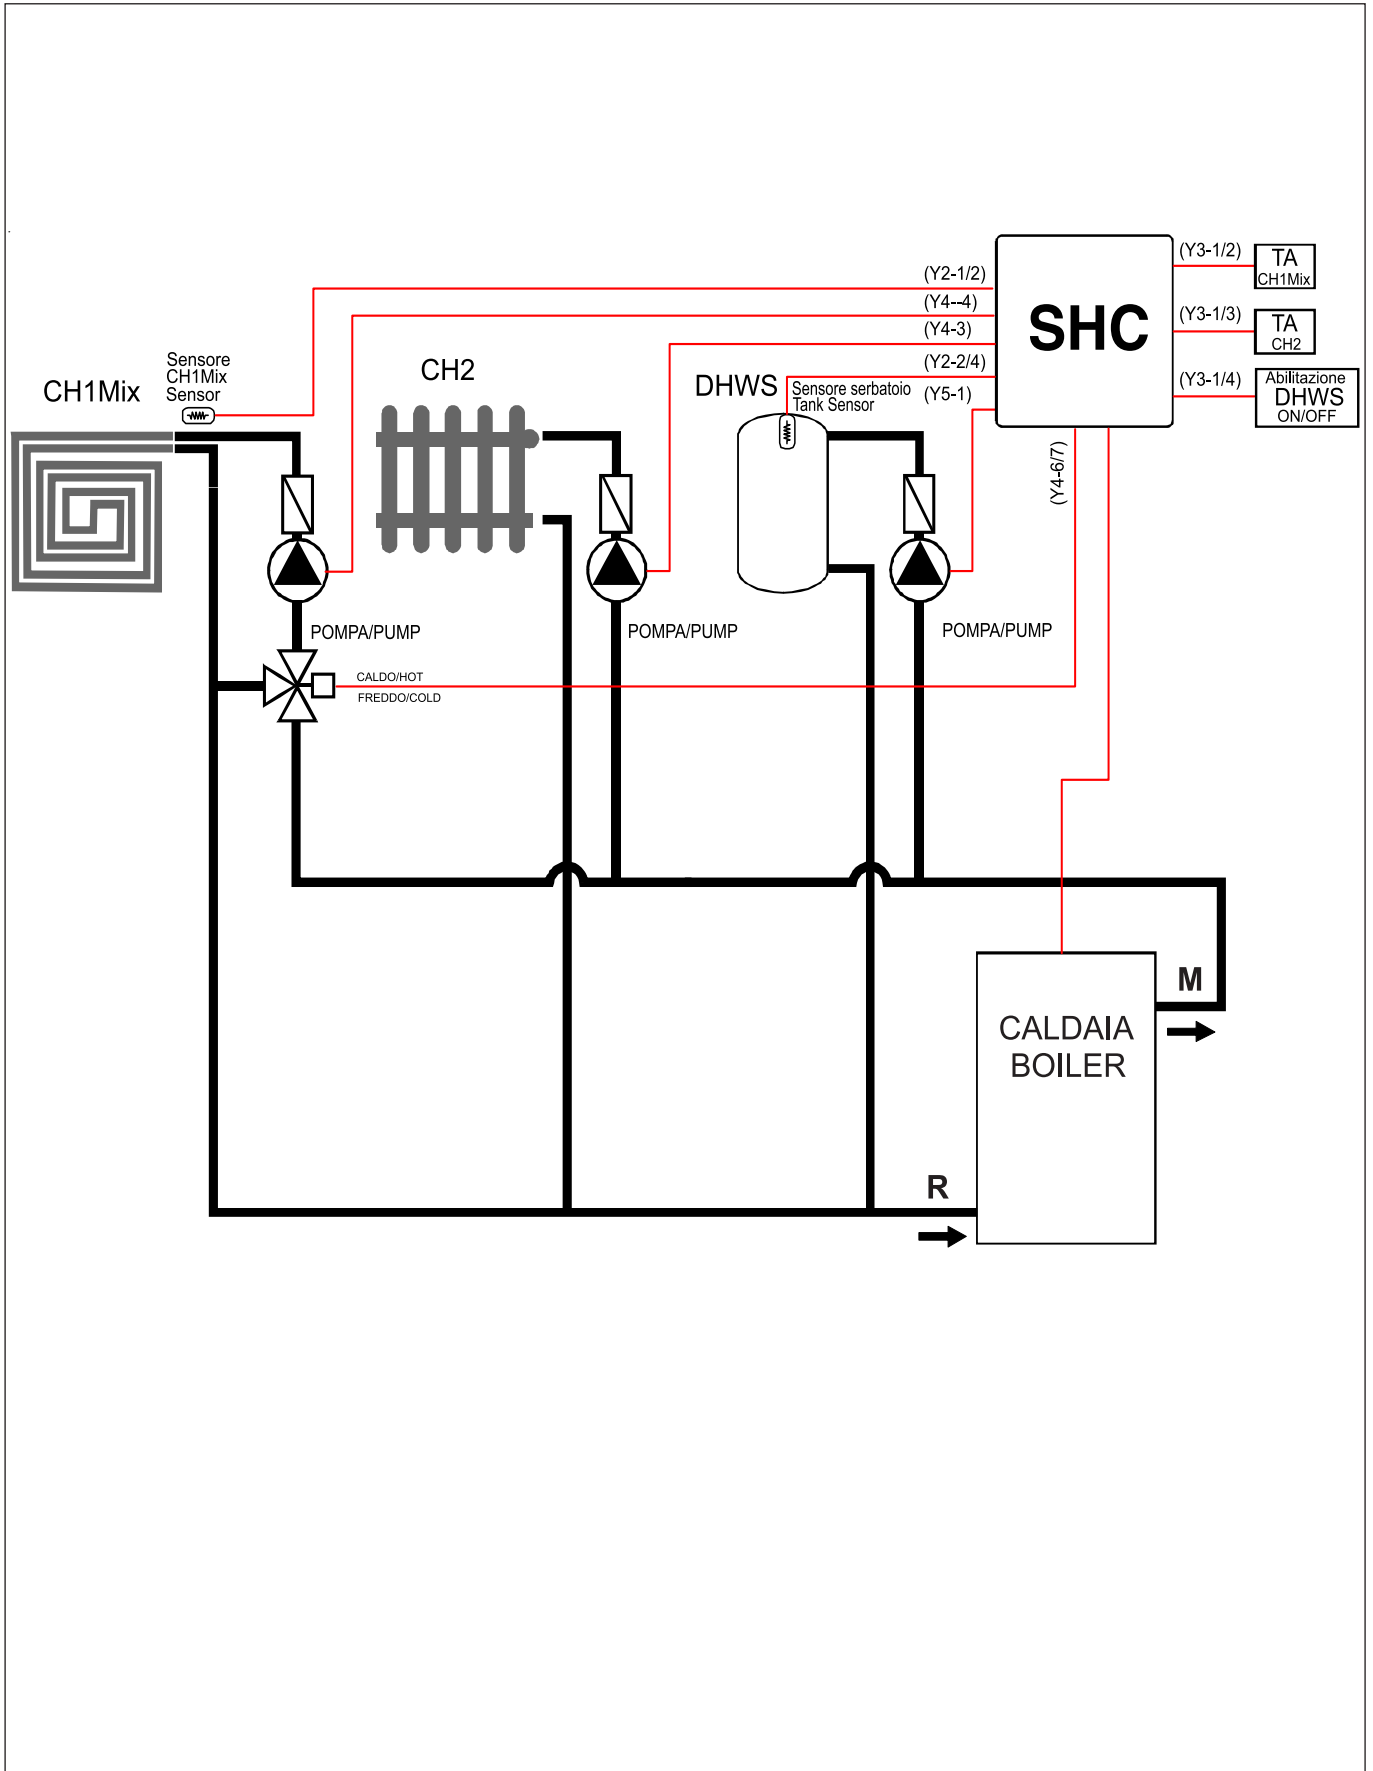 (Y3-1/2)
TA
CH1Mix
(Y2-1/2)
(Y4--4)
(Y4-3)
(Y2-2/4)
(Y5-1)
SHC
(Y3-1/3)
TA
CH2
(Y3-1/4)
Abilitazione
DHWS
ON/OFF
CH1Mix
Sensore
CH1Mix
Sensor
CH2
DHWS
Sensore serbatoio
Tank Sensor
(Y4-6/7)
POMPA/PUMP
POMPA/PUMP
POMPA/PUMP
CALDO/HOT
FREDDO/COLD
M
CALDAIA
BOILER
R